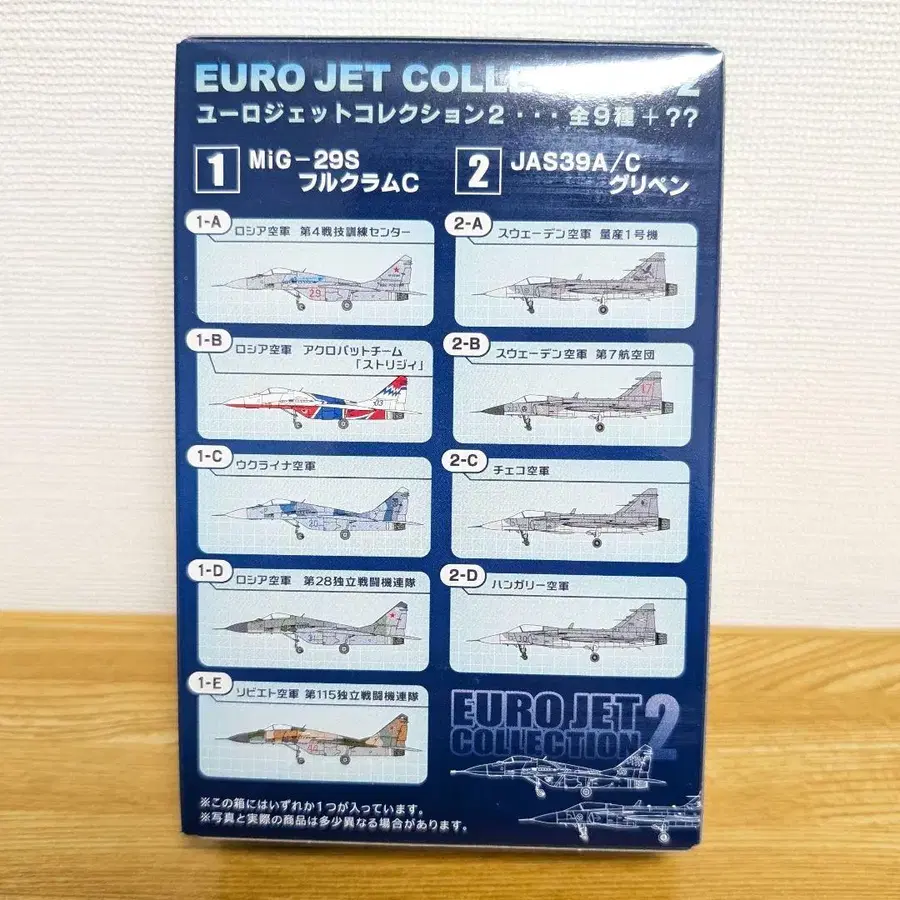 EURO JET COLLE 2
ユーロジェットコレクション2・・・全9種+??
1 MiG-29S
フルクラムC
2 JAS39A/C
グリペン
1-A ロシア空軍 第4戦技訓練センター
29
1-B ロシア空軍 アクロバットチーム
「ストリジィ」
03
1-C ウクライナ空軍
20
1-D ロシア空軍 第28独立戦闘機連隊
31
1-E ソビエト空軍 第115独立戦闘機連隊
2-A スウェーデン空軍 量産1号機
2-B スウェーデン空軍 第7航空団
17
2-C チェコ空軍
2-D ハンガリー空軍
30
EURO JET
COLLECTION 2
※この箱にはいずれか1つが入っています。
※写真と実際の商品は多少異なる場合があります。